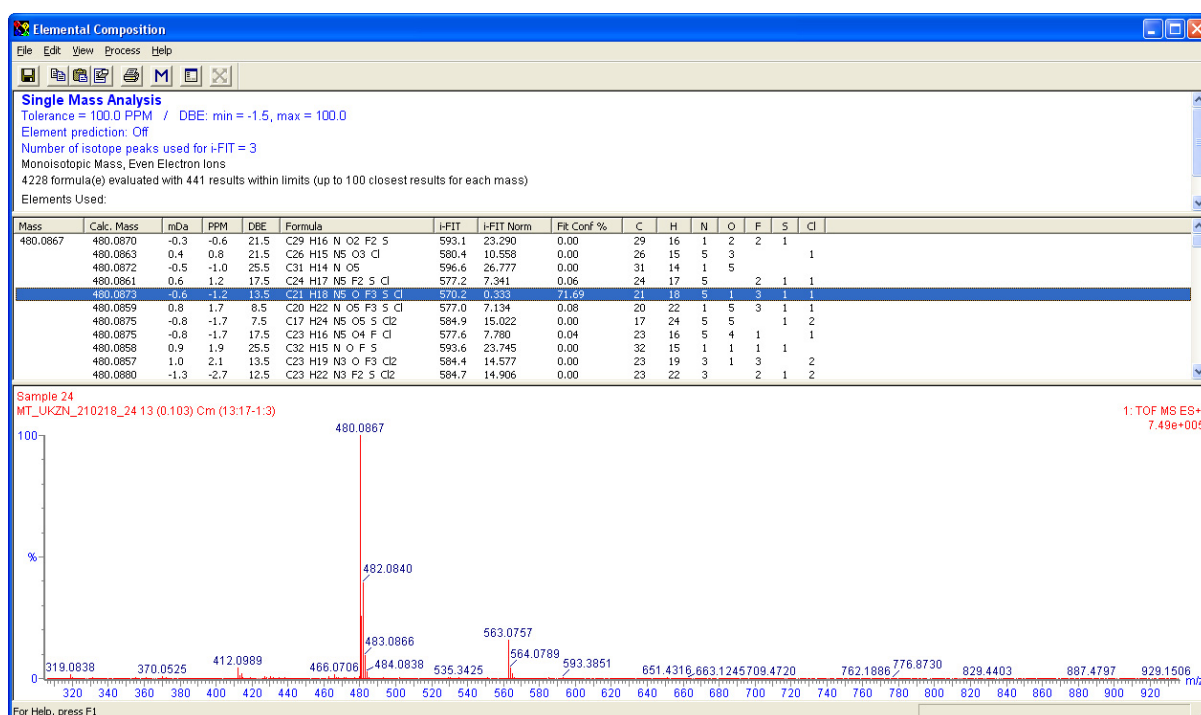 Elemental Composition
File Edit View Process Help
Single Mass Analysis
Tolerance = 100.0 PPM / DBE: min = -1.5, max = 100.0
Element prediction: Off
Number of isotope peaks used for i-FIT = 3
Monoisotopic Mass, Even Electron Ions
4228 formula(e) evaluated with 441 results within limits (up to 100 closest results for each mass)
Elements Used:
Mass Calc. Mass mDa PPM DBE Formula i-FIT i-FIT Norm Fit Conf % C H N O F S Cl
480.0867 480.0870 -0.3 -0.6 21.5 C29 H16 N O2 F2 S 593.1 23.290 0.00 29 16 1 2 2 1
480.0863 0.4 0.8 21.5 C26 H15 N5 O3 Cl 580.4 10.558 0.00 26 15 5 3 1
480.0872 -0.5 -1.0 25.5 C31 H14 N O5 596.6 26.777 0.00 31 14 1 5
480.0861 0.6 1.2 17.5 C24 H17 N5 F2 S Cl 577.2 7.341 0.06 24 17 5 2 1 1
480.0873 -0.6 -1.2 13.5 C21 H18 N5 O F3 S Cl 570.2 0.333 71.69 21 18 5 1 3 1 1
480.0859 0.8 1.7 8.5 C20 H22 N O5 F3 S Cl 577.0 7.134 0.08 20 22 1 5 3 1 1
480.0875 -0.8 -1.7 7.5 C17 H24 N5 O5 S Cl2 584.9 15.022 0.00 17 24 5 5 1 2
480.0875 -0.8 -1.7 17.5 C23 H16 N5 O4 F Cl 577.6 7.780 0.04 23 16 5 4 1 1
480.0858 0.9 1.9 25.5 C32 H15 N O F S 593.6 23.745 0.00 32 15 1 1 1 1
480.0857 1.0 2.1 13.5 C23 H19 N3 O F3 Cl2 584.4 14.577 0.00 23 19 3 1 3 2
480.0880 -1.3 -2.7 12.5 C23 H22 N3 F2 S Cl2 584.7 14.906 0.00 23 22 3 2 1 2
Sample 24
MT_UKZN_210218_24 13 (0.103) Cm (13:17-1:3)
1: TOF MS ES+
7.49e+005
100
%
0
480.0867
482.0840
483.0866
484.0838
563.0757
564.0789
319.0838 370.0525 412.0989 466.0706 535.3425 593.3851 651.4316 663.1245 709.4720 762.1886 776.8730 829.4403 887.4797 929.1506
320 340 360 380 400 420 440 460 480 500 520 540 560 580 600 620 640 660 680 700 720 740 760 780 800 820 840 860 880 900 920
m/z
For Help, press F1